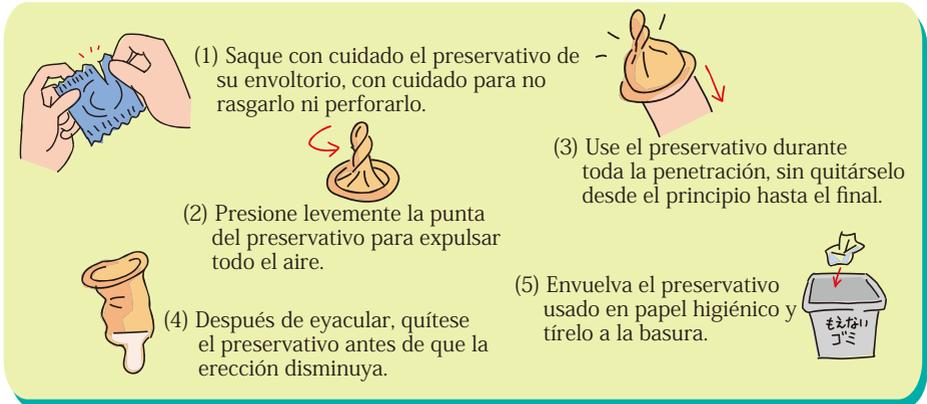 (1) Saque con cuidado el preservativo de
su envoltorio, con cuidado para no
rasgarlo ni perforarlo.
(2) Presione levemente la punta
del preservativo para expulsar
todo el aire.
(3) Use el preservativo durante
toda la penetración, sin quitárselo
desde el principio hasta el final.
(4) Después de eyacular, quítese
el preservativo antes de que la
erección disminuya.
(5) Envuelva el preservativo
usado en papel higiénico y
tírelo a la basura.
もえない
ゴミ